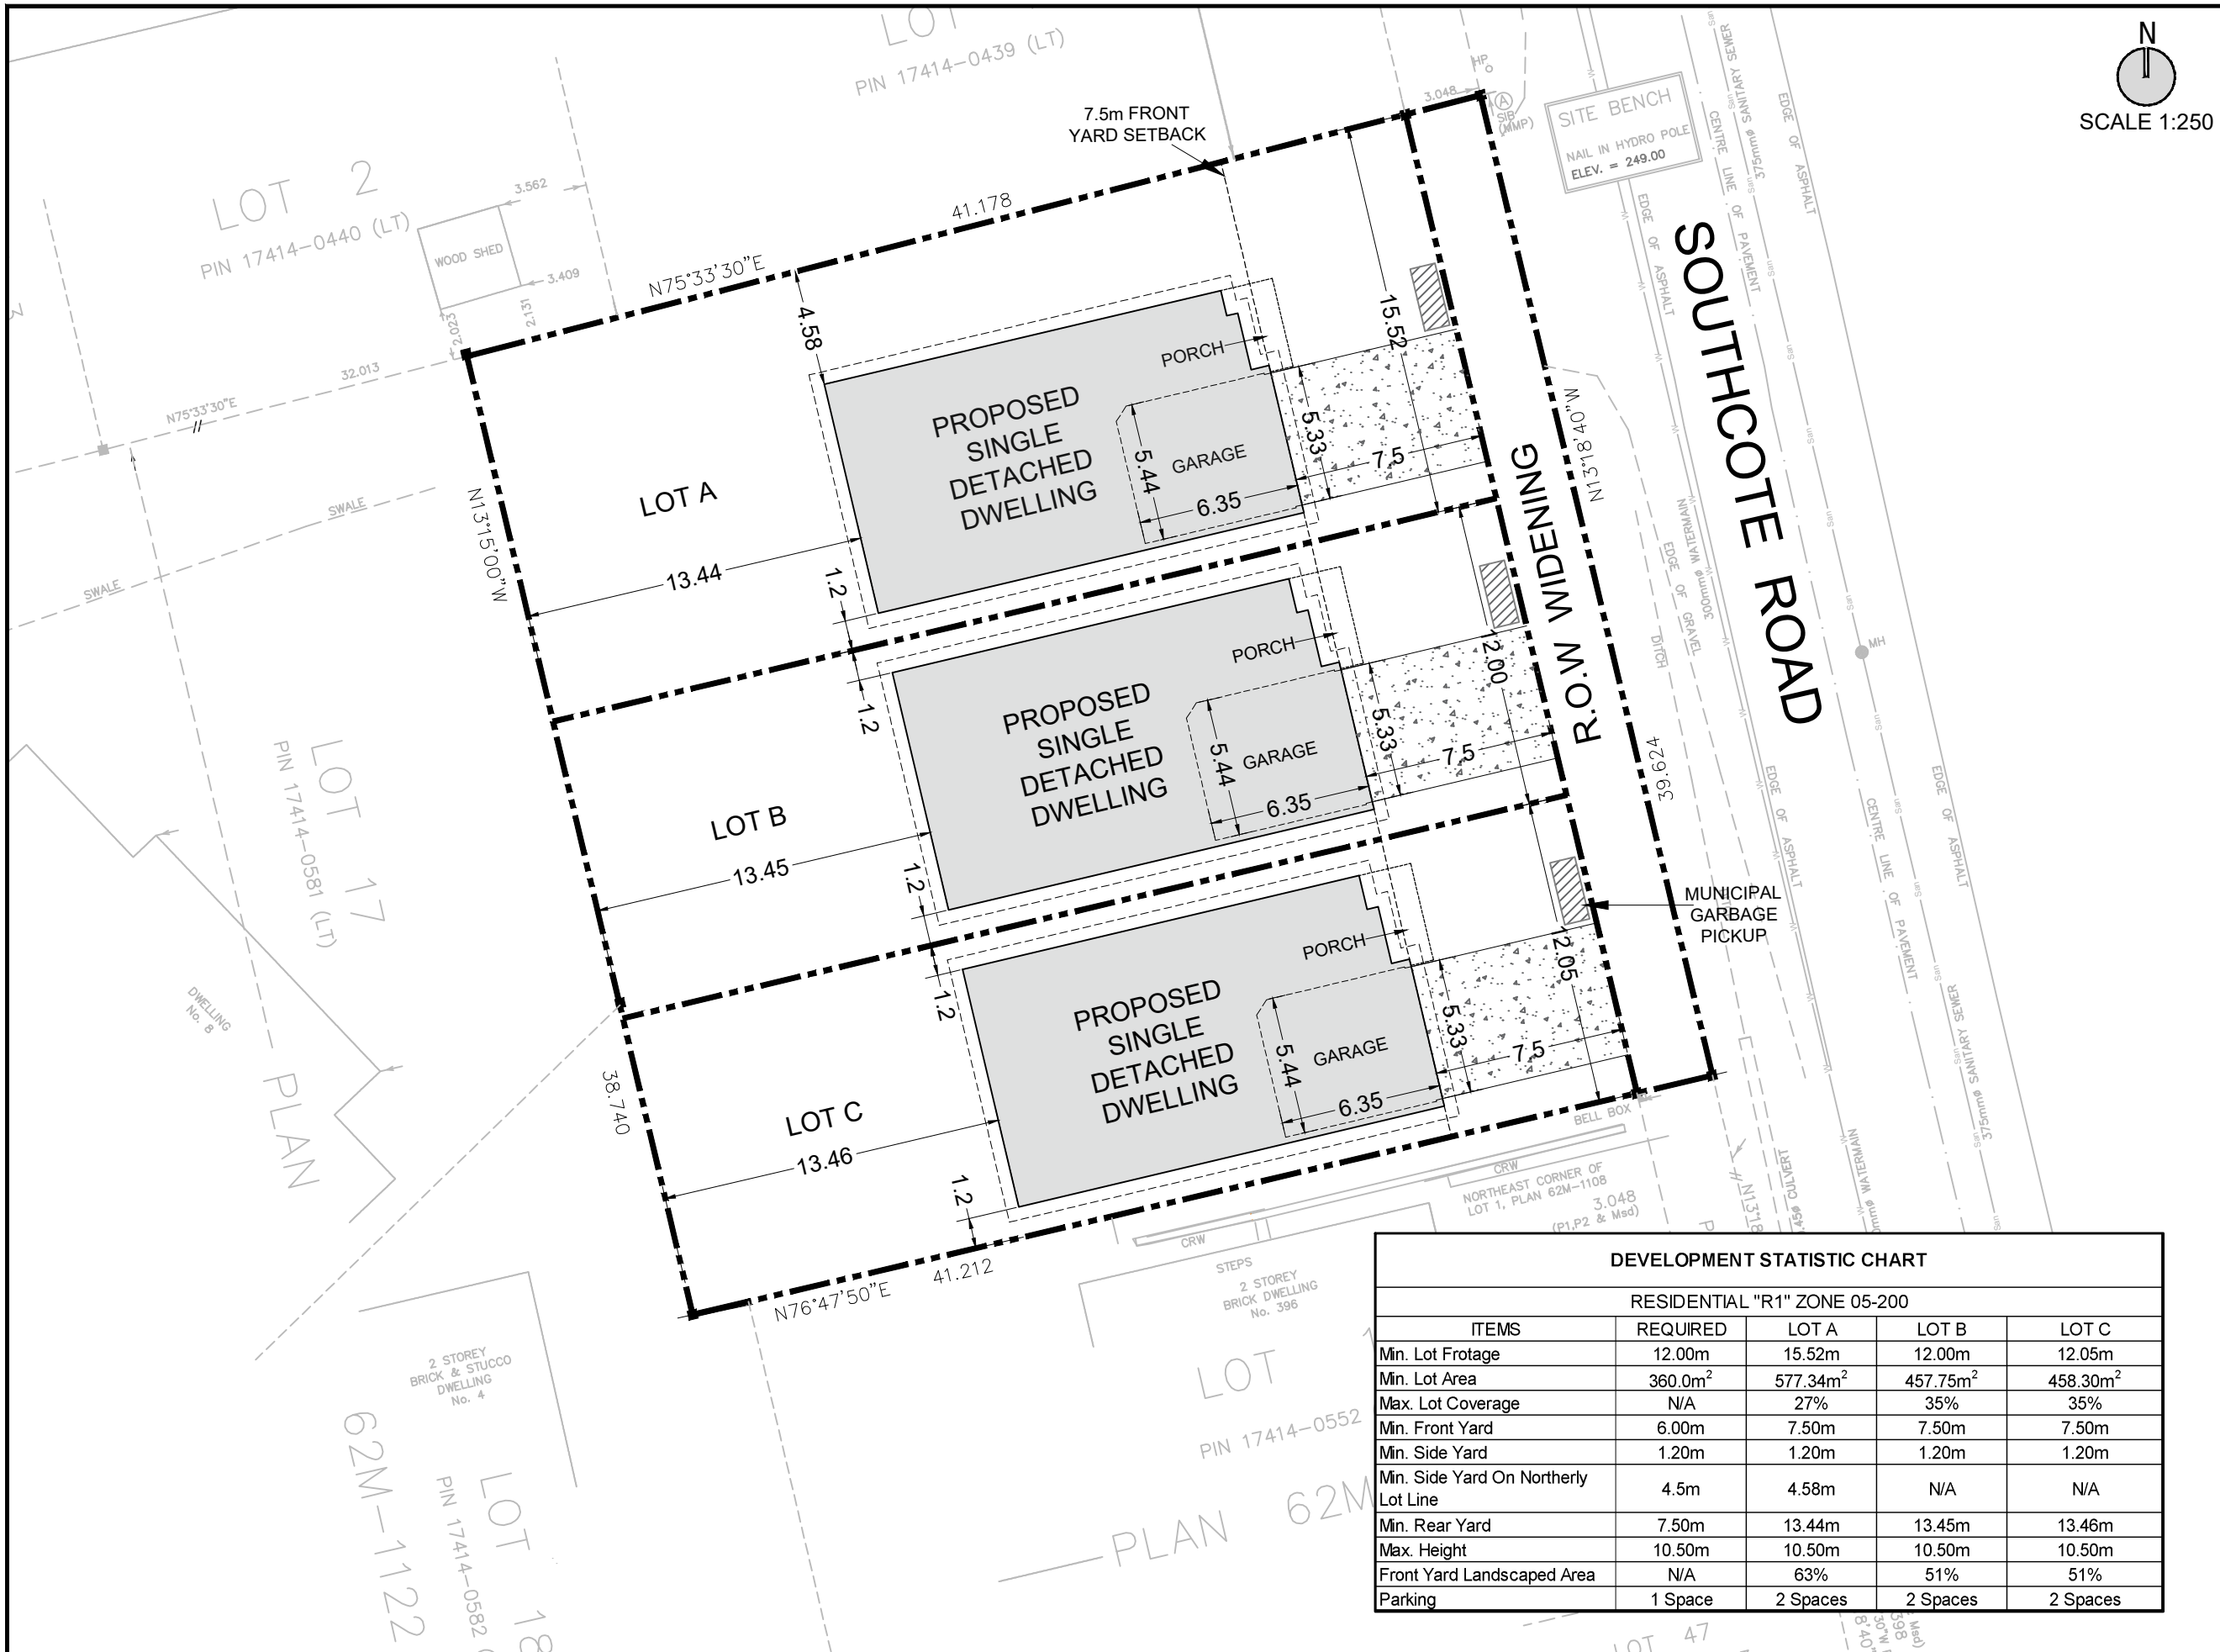 N
SCALE 1:250
LOT
PIN 17414-0439 (LT)
7.5m FRONT
YARD SETBACK
3.048
HP
A
SIB
(MMP)
SITE BENCH
NAIL IN HYDRO POLE
ELEV. = 249.00
375mmø SANITARY SEWER
CENTRE LINE OF PAVEMENT
EDGE OF ASPHALT
EDGE OF ASPHALT
LOT 2
PIN 17414-0440 (LT)
WOOD SHED
3.562
3.409
2.131
2.023
32.013
N75°33'30"E
N75°33'30"E
41.178
SWALE
SWALE
N13°15'00"W
4.58
15.52
PORCH
PROPOSED
SINGLE
DETACHED
DWELLING
GARAGE
5.44
6.35
5.33
7.5
LOT A
13.44
1.2
1.2
SOUTHCOTE ROAD
R.O.W WIDENING
N13°18'40"W
39.624
300mmø WATERMAIN
EDGE OF GRAVEL
DITCH
MH
PORCH
PROPOSED
SINGLE
DETACHED
DWELLING
GARAGE
5.44
6.35
5.33
7.5
12.00
LOT B
13.45
1.2
1.2
LOT 17
PIN 17414-0581 (LT)
DWELLING
No. 8
PLAN
EDGE OF ASPHALT
CENTRE LINE OF PAVEMENT
EDGE OF ASPHALT
MUNICIPAL
GARBAGE
PICKUP
PORCH
PROPOSED
SINGLE
DETACHED
DWELLING
GARAGE
5.44
6.35
5.33
7.5
12.05
LOT C
13.46
1.2
38.740
N76°47'50"E
41.212
BELL BOX
CRW
CRW
NORTHEAST CORNER OF
LOT 1, PLAN 62M-1108
3.048
(P1,P2 & Msd)
375mmø SANITARY SEWER
WATERMAIN
CULVERT
N13°18
STEPS
2 STOREY
BRICK DWELLING
No. 396
2 STOREY
BRICK & STUCCO
DWELLING
No. 4
62M-1122
LOT 18
PIN 17414-0582
LOT
PIN 17414-0552
PLAN 62M
LOT 47
DEVELOPMENT STATISTIC CHART
RESIDENTIAL "R1" ZONE 05-200
ITEMS REQUIRED LOT A LOT B LOT C
Min. Lot Frotage 12.00m 15.52m 12.00m 12.05m
Min. Lot Area 360.0m² 577.34m² 457.75m² 458.30m²
Max. Lot Coverage N/A 27% 35% 35%
Min. Front Yard 6.00m 7.50m 7.50m 7.50m
Min. Side Yard 1.20m 1.20m 1.20m 1.20m
Min. Side Yard On Northerly
Lot Line 4.5m 4.58m N/A N/A
Min. Rear Yard 7.50m 13.44m 13.45m 13.46m
Max. Height 10.50m 10.50m 10.50m 10.50m
Front Yard Landscaped Area N/A 63% 51% 51%
Parking 1 Space 2 Spaces 2 Spaces 2 Spaces